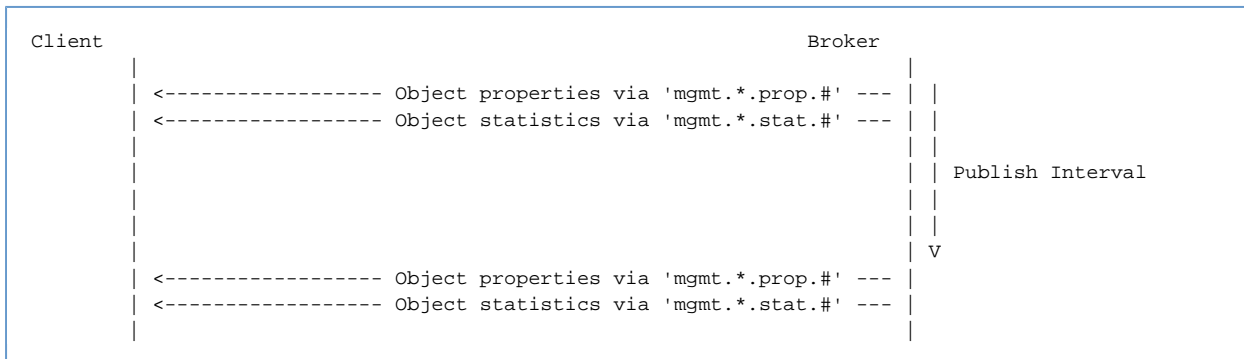 Client                                                                 Broker
         |                                                                       |
         | <------------------ Object properties via 'mgmt.*.prop.#' --- | |
         | <------------------ Object statistics via 'mgmt.*.stat.#' --- | |
         |                                                                       | |
         |                                                                       | | Publish Interval
         |                                                                       | |
         |                                                                       | |
         |                                                                       | V
         | <------------------ Object properties via 'mgmt.*.prop.#' --- |
         | <------------------ Object statistics via 'mgmt.*.stat.#' --- |
         |                                                                       |